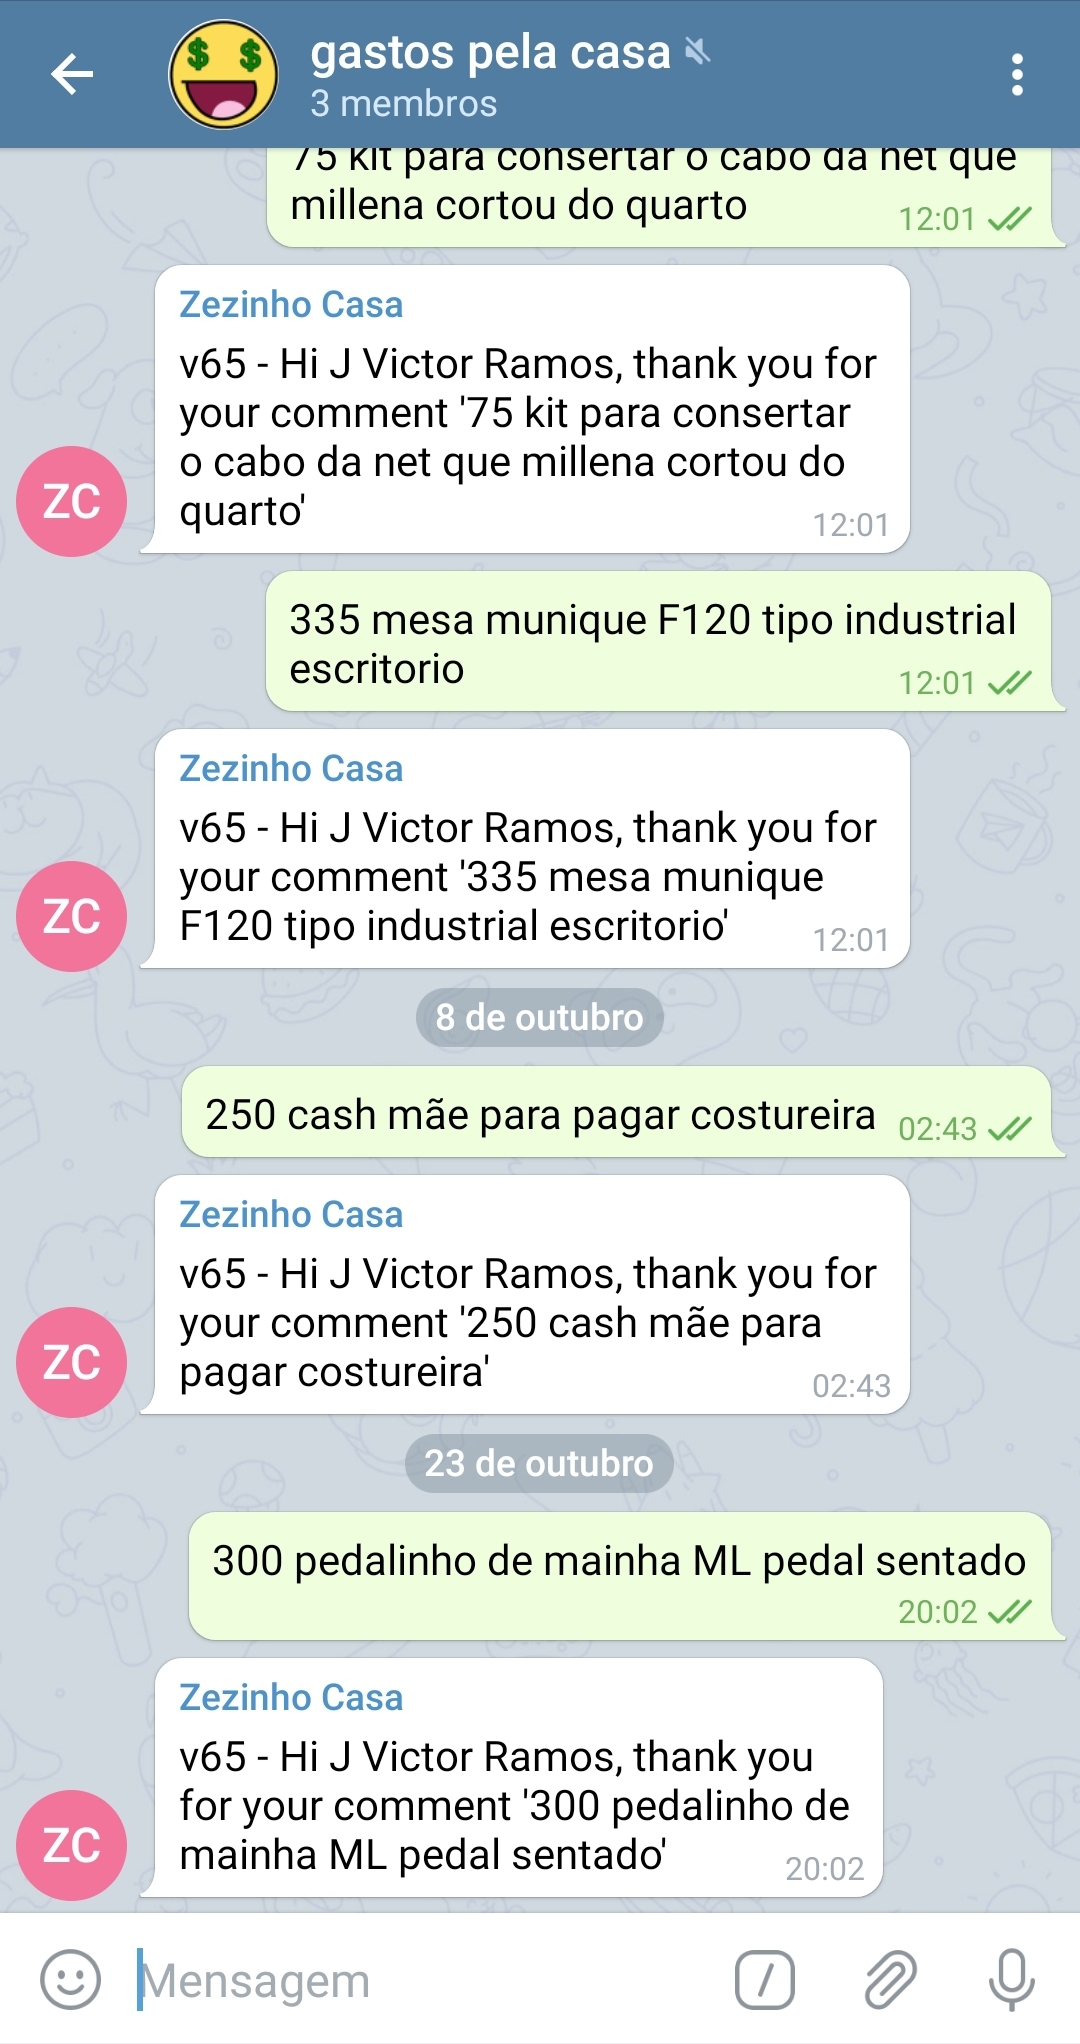 gastos pela casa
3 membros
75 kit para consertar o cabo da net que
millena cortou do quarto
12:01
Zezinho Casa
v65 - Hi J Victor Ramos, thank you for
your comment '75 kit para consertar
o cabo da net que millena cortou do
quarto'
12:01
ZC
335 mesa munique F120 tipo industrial
escritorio
12:01
Zezinho Casa
v65 - Hi J Victor Ramos, thank you for
your comment '335 mesa munique
F120 tipo industrial escritorio'
12:01
ZC
8 de outubro
250 cash mãe para pagar costureira
02:43
Zezinho Casa
v65 - Hi J Victor Ramos, thank you for
your comment '250 cash mãe para
pagar costureira'
02:43
ZC
23 de outubro
300 pedalinho de mainha ML pedal sentado
20:02
Zezinho Casa
v65 - Hi J Victor Ramos, thank you
for your comment '300 pedalinho de
mainha ML pedal sentado'
20:02
ZC
Mensagem